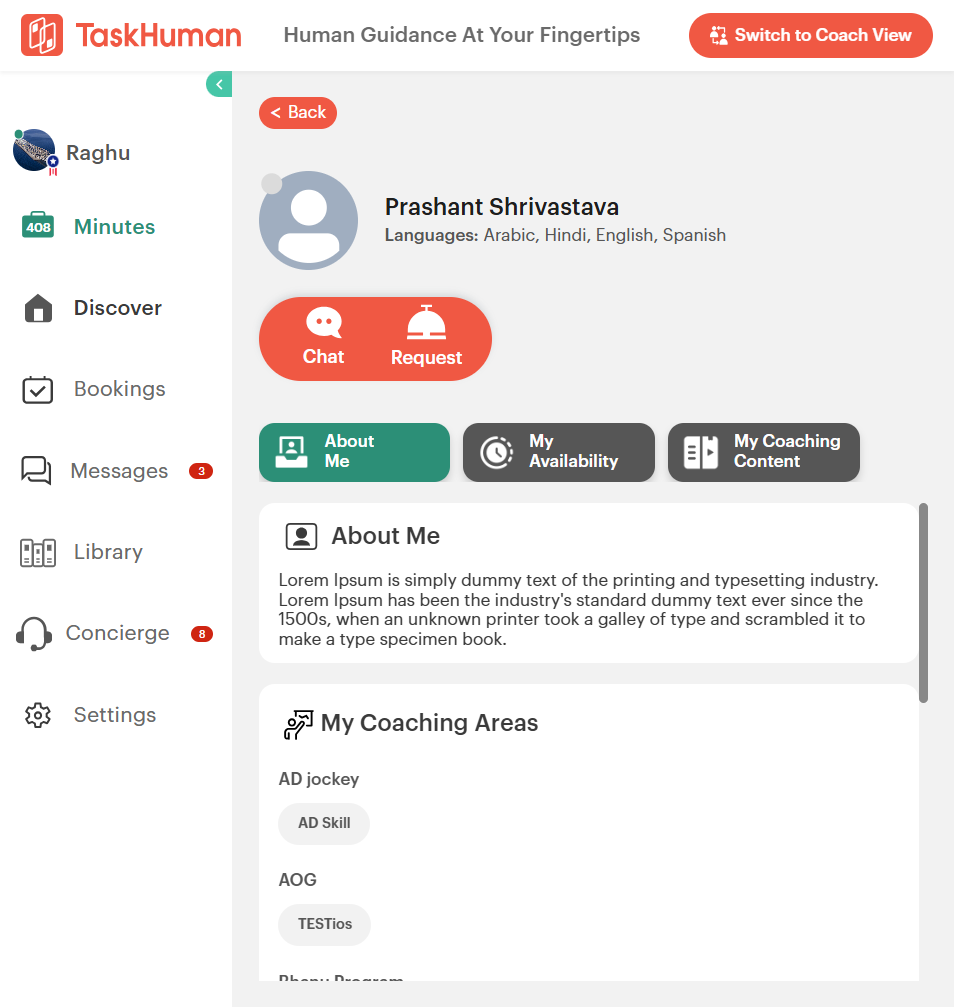 TaskHuman
Human Guidance At Your Fingertips
Switch to Coach View
< Back
Raghu
408
Minutes
Discover
Bookings
Messages
3
Library
Concierge
8
Settings
Prashant Shrivastava
Languages: Arabic, Hindi, English, Spanish
Chat
Request
About
Me
My
Availability
My Coaching
Content
About Me
Lorem Ipsum is simply dummy text of the printing and typesetting industry.
Lorem Ipsum has been the industry's standard dummy text ever since the
1500s, when an unknown printer took a galley of type and scrambled it to
make a type specimen book.
My Coaching Areas
AD jockey
AD Skill
AOG
TESTios
Bhanu Program